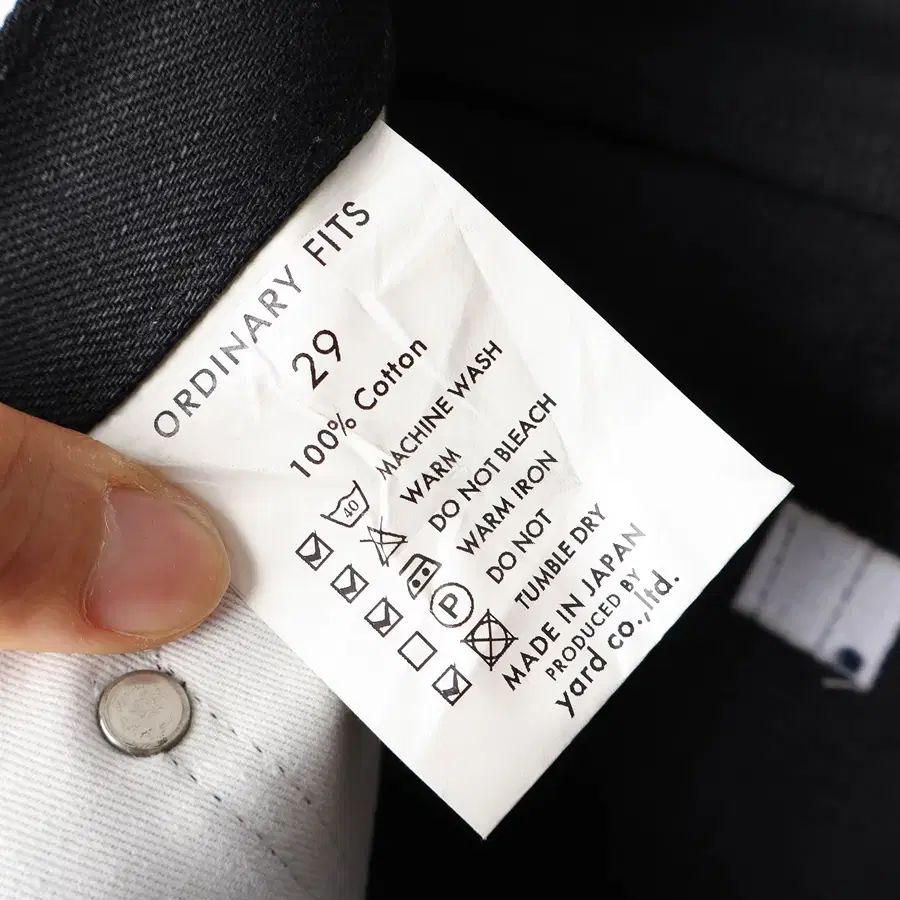 ORDINARY FITS
29
100% Cotton
40
MACHINE WASH
WARM
DO NOT BLEACH
WARM IRON
P
DO NOT
TUMBLE DRY
MADE IN JAPAN
PRODUCED BY
yard co.,ltd.